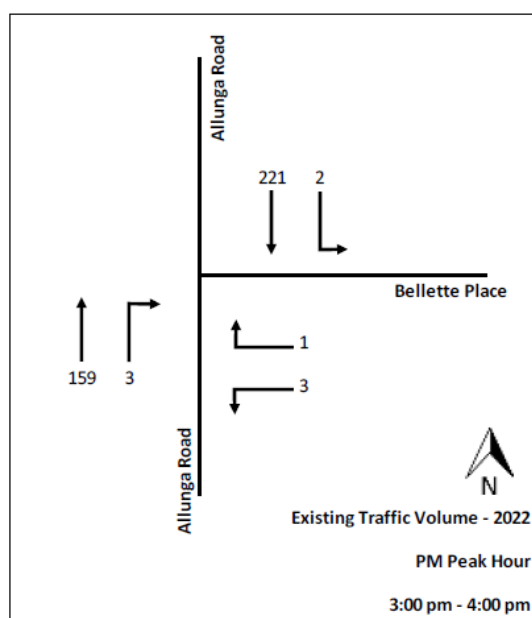 Allunga Road
221 2
Bellette Place
1
159 3
3
Allunga Road
N
Existing Traffic Volume - 2022
PM Peak Hour
3:00 pm - 4:00 pm